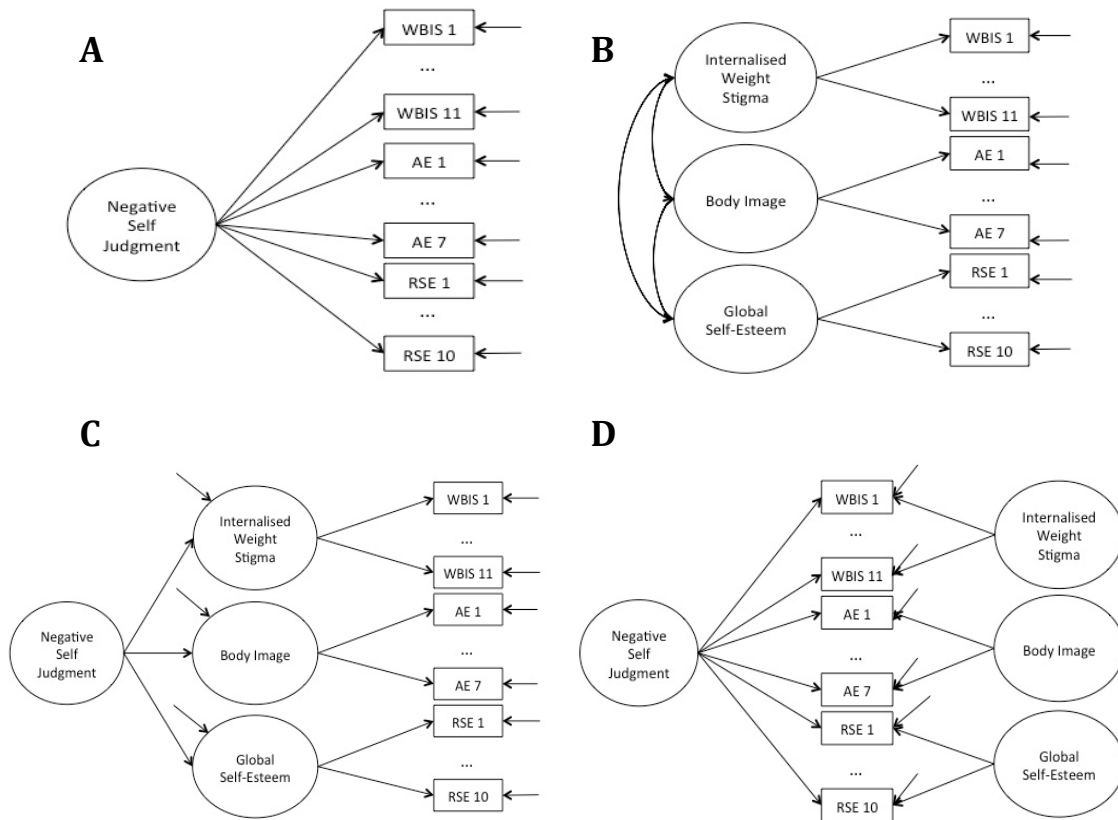 A
WBIS 1
...
WBIS 11
AE 1
...
AE 7
RSE 1
...
RSE 10
Negative
Self
Judgment
B
Internalised
Weight
Stigma
Body Image
Global
Self-Esteem
WBIS 1
...
WBIS 11
AE 1
...
AE 7
RSE 1
...
RSE 10
C
Negative
Self
Judgment
Internalised
Weight
Stigma
Body Image
Global
Self-Esteem
WBIS 1
...
WBIS 11
AE 1
...
AE 7
RSE 1
...
RSE 10
D
Negative
Self
Judgment
WBIS 1
...
WBIS 11
AE 1
...
AE 7
RSE 1
...
RSE 10
Internalised
Weight
Stigma
Body Image
Global
Self-Esteem